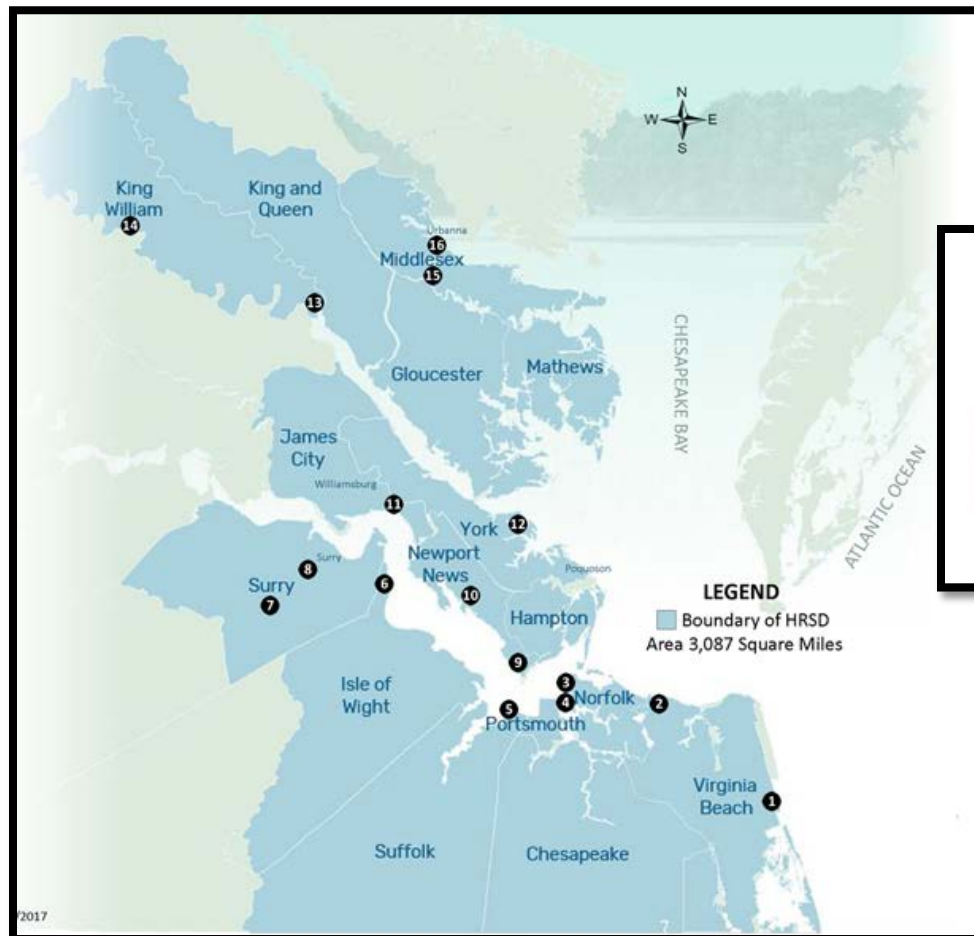 N
W E
S
King
William
14
King and
Queen
Urbanna
16
Middlesex
15
13
Gloucester
Mathews
CHESAPEAKE BAY
ATLANTIC OCEAN
James
City
Williamsburg
11
York
12
Newport
News
Poquoson
10
Surry
8
Surry
7
6
Hampton
LEGEND
Boundary of HRSD
Area 3,087 Square Miles
9
Isle of
Wight
3
Norfolk
4
2
5
Portsmouth
Virginia
Beach
1
Suffolk
Chesapeake
/2017